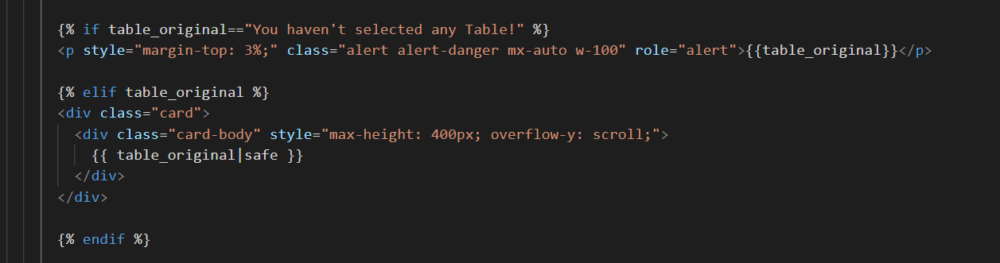 {% if table_original=="You haven't selected any Table!" %}
<p style="margin-top: 3%;" class="alert alert-danger mx-auto w-100" role="alert">{{table_original}}</p>
{% elif table_original %}
<div class="card">
<div class="card-body" style="max-height: 400px; overflow-y: scroll;">
{{ table_original|safe }}
</div>
</div>
{% endif %}